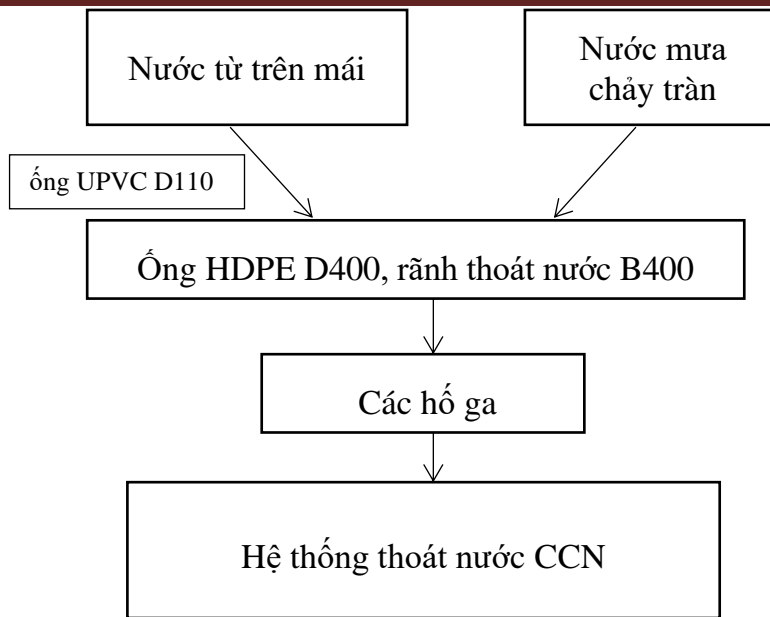 Nước từ trên mái
Nước mưa
chảy tràn
ống UPVC D110
Ống HDPE D400, rãnh thoát nước B400
Các hố ga
Hệ thống thoát nước CCN